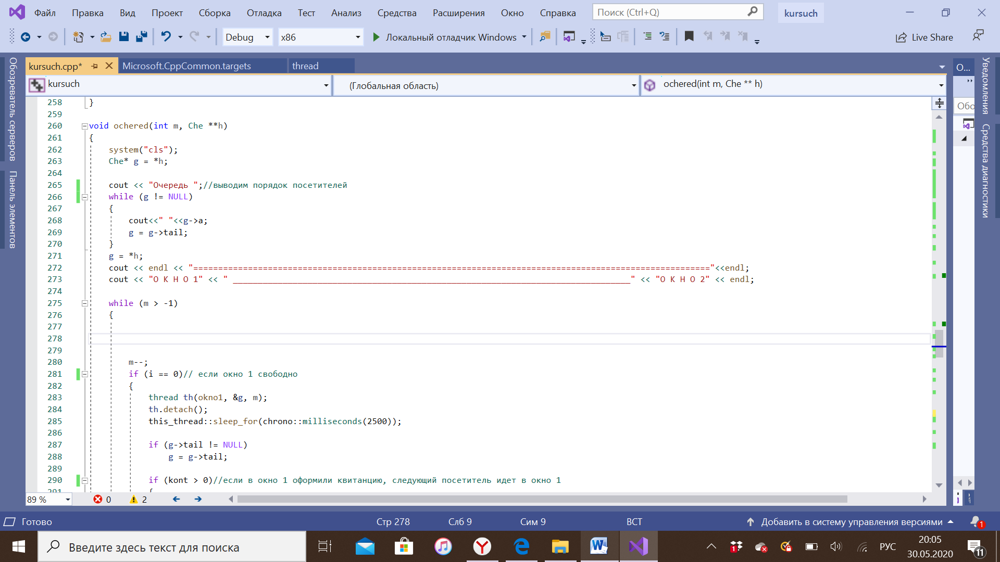 Файл Правка Вид Проект Сборка Отладка Тест Анализ Средства Расширения Окно Справка Поиск (Ctrl+Q) kursuch
Debug x86 Локальный отладчик Windows Live Share
kursuch.cpp* Microsoft.CppCommon.targets thread О...
kursuch (Глобальная область) ochered(int m, Che ** h)
Обозреватель серверов
Панель элементов
Уведомления
Средства диагностики
Обо
258 }
259
260 void ochered(int m, Che **h)
261 {
262 system("cls");
263 Che* g = *h;
264
265 cout << "Очередь ";//выводим порядок посетителей
266 while (g != NULL)
267 {
268 cout<<" "<<g->a;
269 g = g->tail;
270 }
271 g = *h;
272 cout << endl << "========================================================================================================"<<endl;
273 cout << "О К Н О 1" << " ________________________________________________________________________________" << "О К Н О 2" << endl;
274
275 while (m > -1)
276 {
277
278
279
280 m--;
281 if (i == 0)// если окно 1 свободно
282 {
283 thread th(okno1, &g, m);
284 th.detach();
285 this_thread::sleep_for(chrono::milliseconds(2500));
286
287 if (g->tail != NULL)
288 g = g->tail;
289
290 if (kont > 0)//если в окно 1 оформили квитанцию, следующий посетитель идет в окно 1
291 {
89 % 0 2
Готово Стр 278 Слб 9 Сим 9 ВСТ Добавить в систему управления версиями 1
Введите здесь текст для поиска 1 РУС 20:05
30.05.2020 11